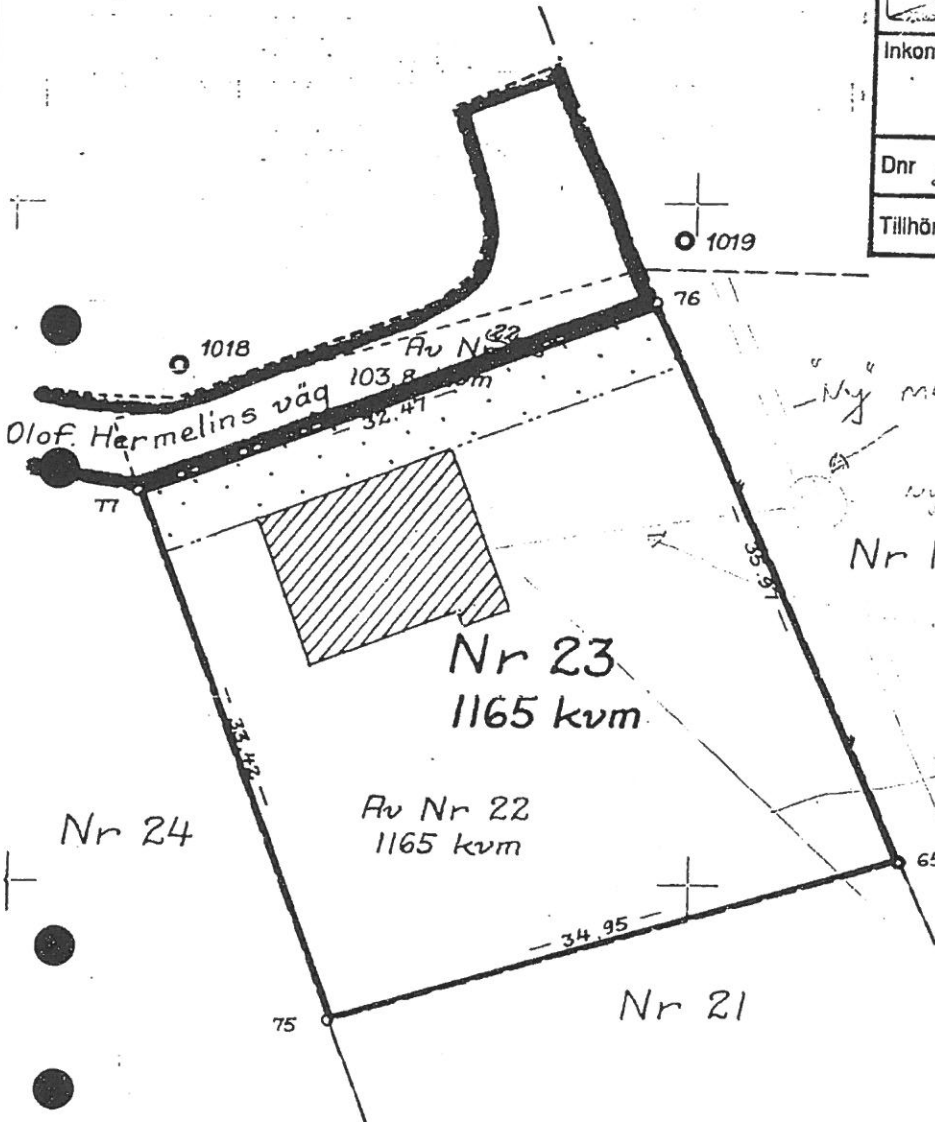 Inkom
Dnr
Tillhör
1019
76
1018
Av Nr 22
103,8 kvm
Olof. Hermelins väg
32.47
"Ny"
77
35.97
Nr 23
1165 kvm
33.42
Av Nr 22
1165 kvm
Nr 24
65
34.95
75
Nr 21